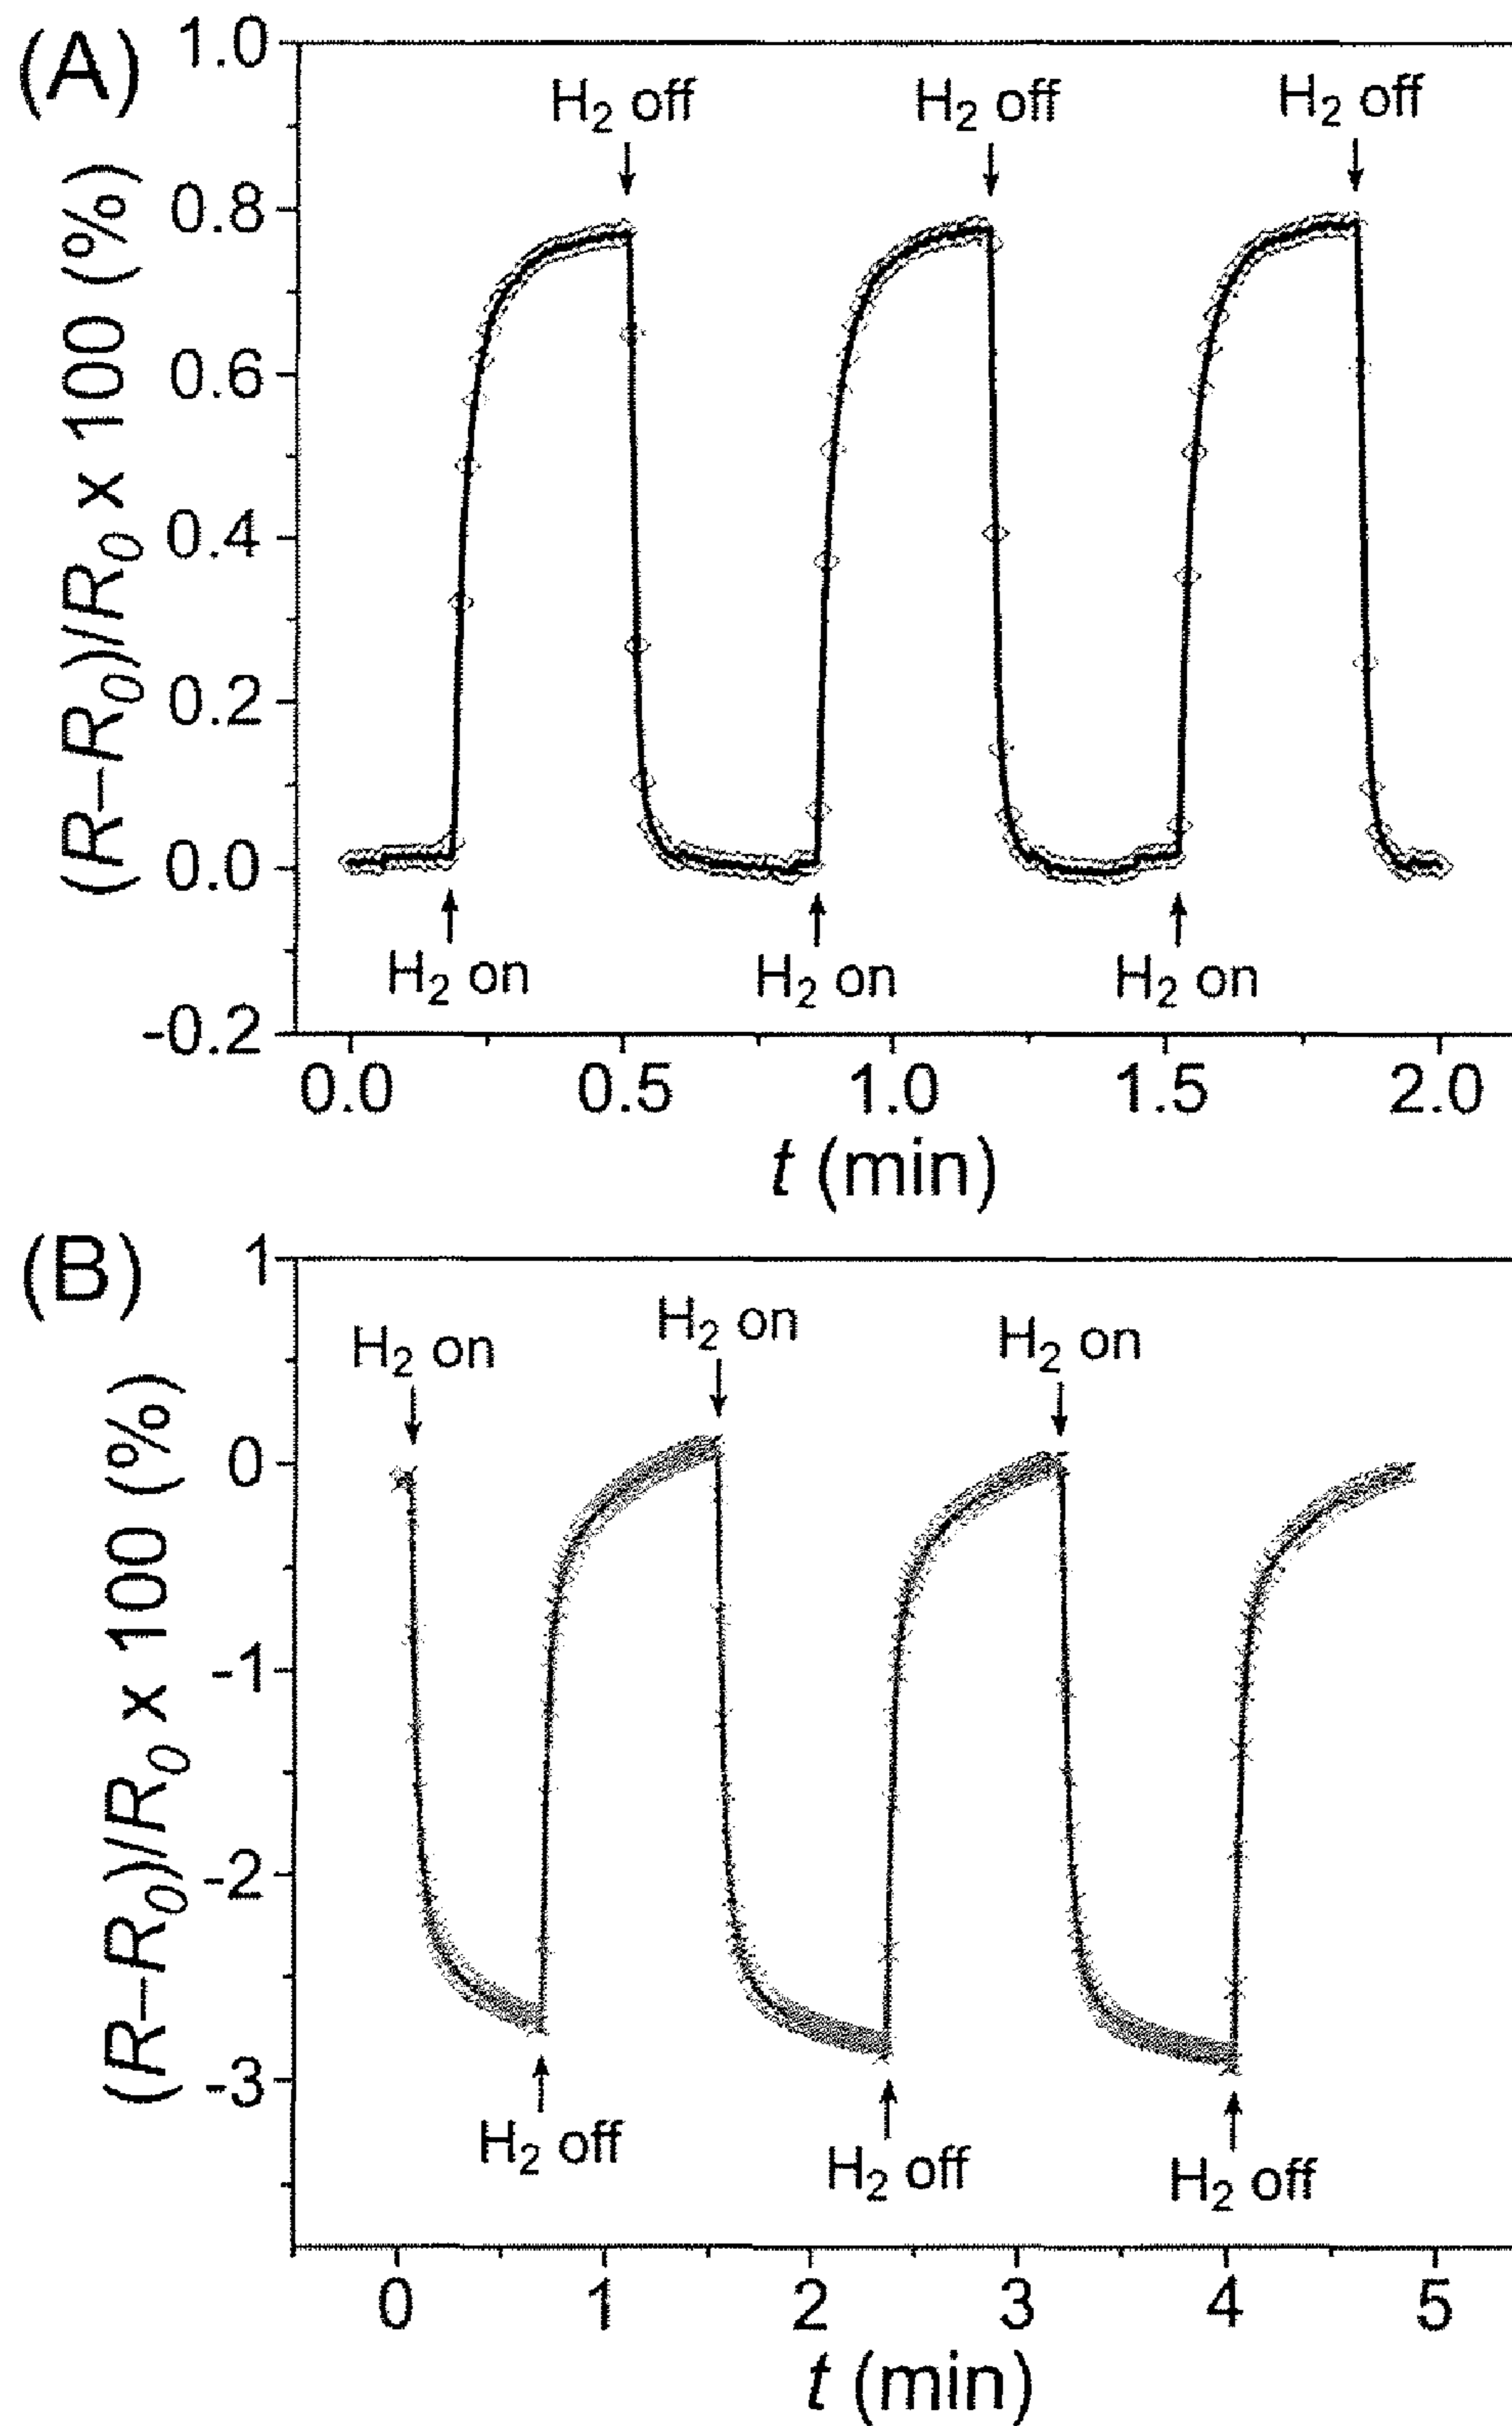 (A)
1.0
H₂ off H₂ off H₂ off
0.8
0.6
0.4
0.2
0.0
-0.2
(R–R₀)/R₀ x 100 (%)
H₂ on H₂ on H₂ on
0.0 0.5 1.0 1.5 2.0
t (min)
(B)
1
H₂ on H₂ on H₂ on
0
-1
-2
-3
(R–R₀)/R₀ x 100 (%)
H₂ off H₂ off H₂ off
0 1 2 3 4 5
t (min)